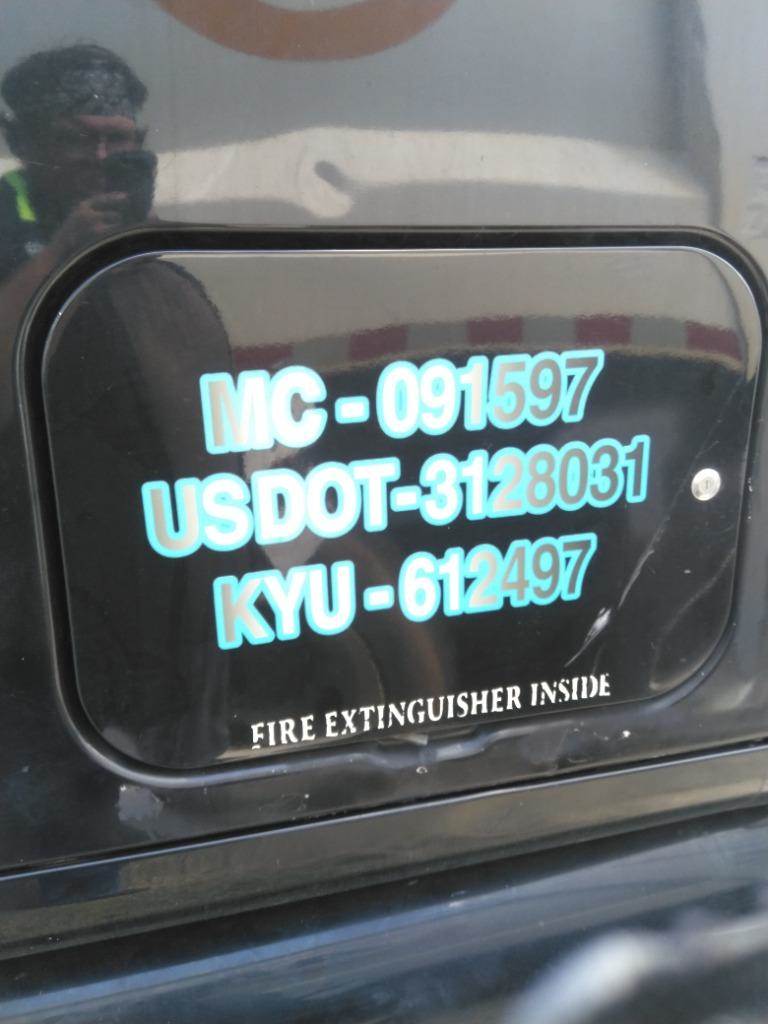 MC - 091597
USDOT-3128031
KYU - 612497
FIRE EXTINGUISHER INSIDE